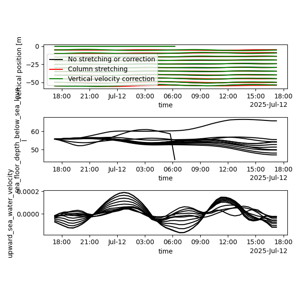 0
−25
−50
vertical position [m
No stretching or correction
Column stretching
Vertical velocity correction
18:00 21:00 Jul-12 03:00 06:00 09:00 12:00 15:00 18:00
time
2025-Jul-12
60
50
sea_floor_depth_below_sea
18:00 21:00 Jul-12 03:00 06:00 09:00 12:00 15:00 18:00
time
2025-Jul-12
0.0002
0.0000
upward_sea_water_velocity
18:00 21:00 Jul-12 03:00 06:00 09:00 12:00 15:00 18:00
time
2025-Jul-12